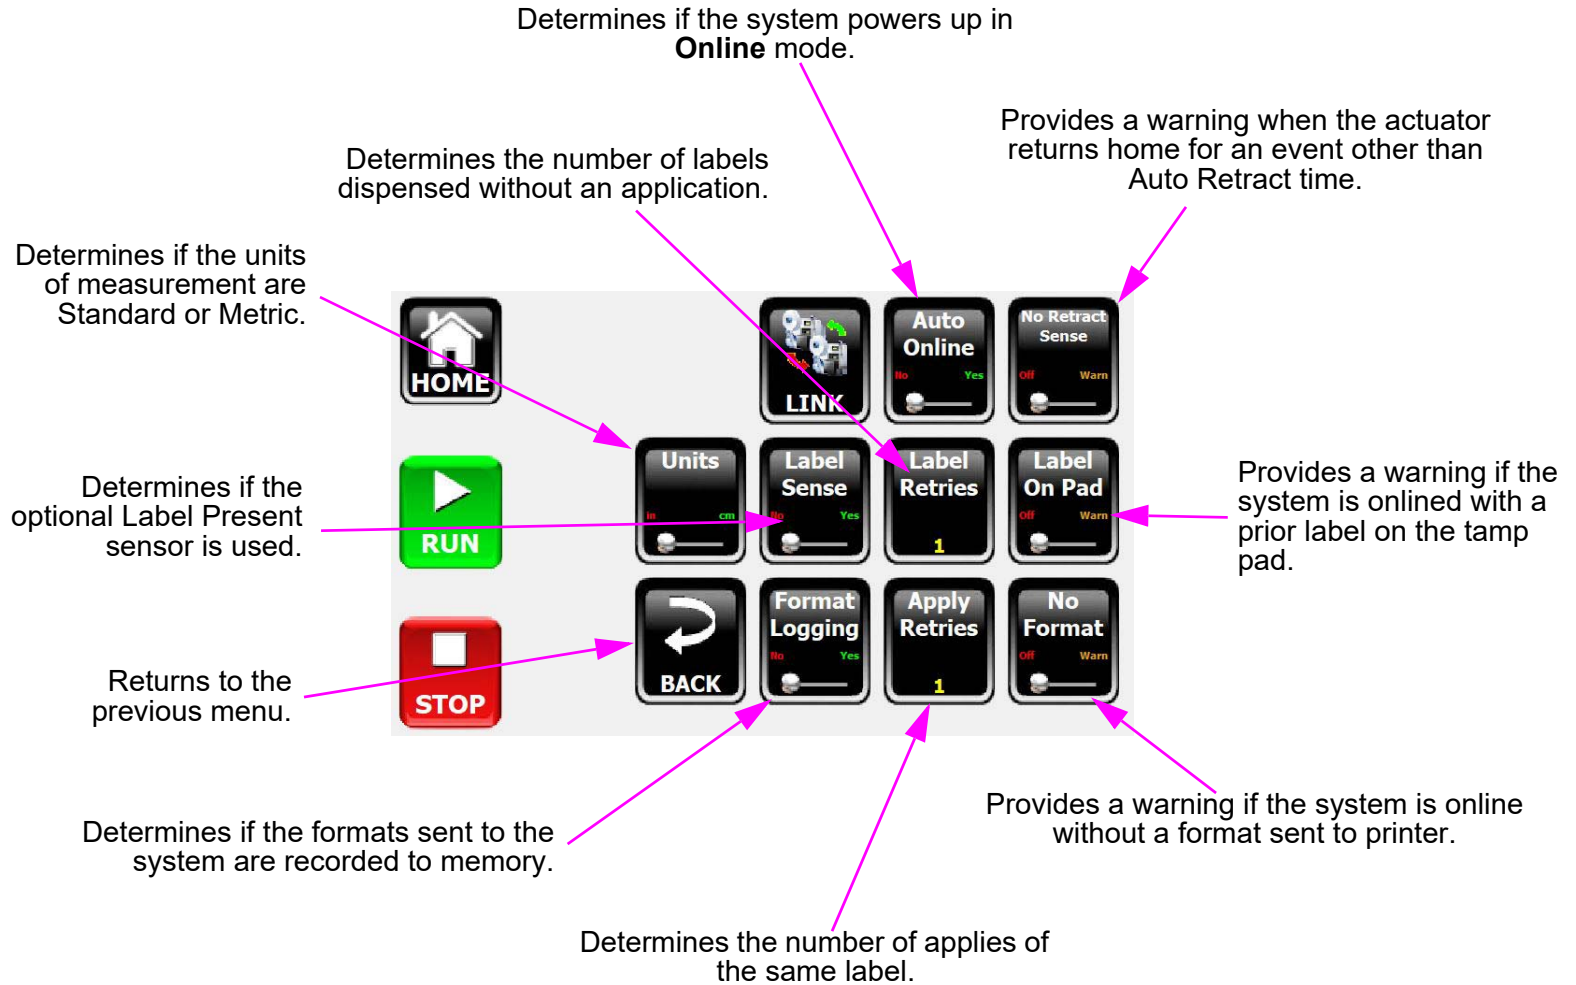 Determines if the system powers up in
Online mode.
Provides a warning when the actuator
returns home for an event other than
Auto Retract time.
Determines the number of labels
dispensed without an application.
Determines if the units
of measurement are
Standard or Metric.
HOME
LINK
Auto
Online
No Yes
No Retract
Sense
Off Warn
Determines if the
optional Label Present
sensor is used.
RUN
Units
in cm
Label
Sense
No Yes
Label
Retries
1
Label
On Pad
Off Warn
Provides a warning if the
system is onlined with a
prior label on the tamp
pad.
Returns to the
previous menu.
STOP
BACK
Format
Logging
No Yes
Apply
Retries
1
No
Format
Off Warn
Determines if the formats sent to the
system are recorded to memory.
Provides a warning if the system is online
without a format sent to printer.
Determines the number of applies of
the same label.